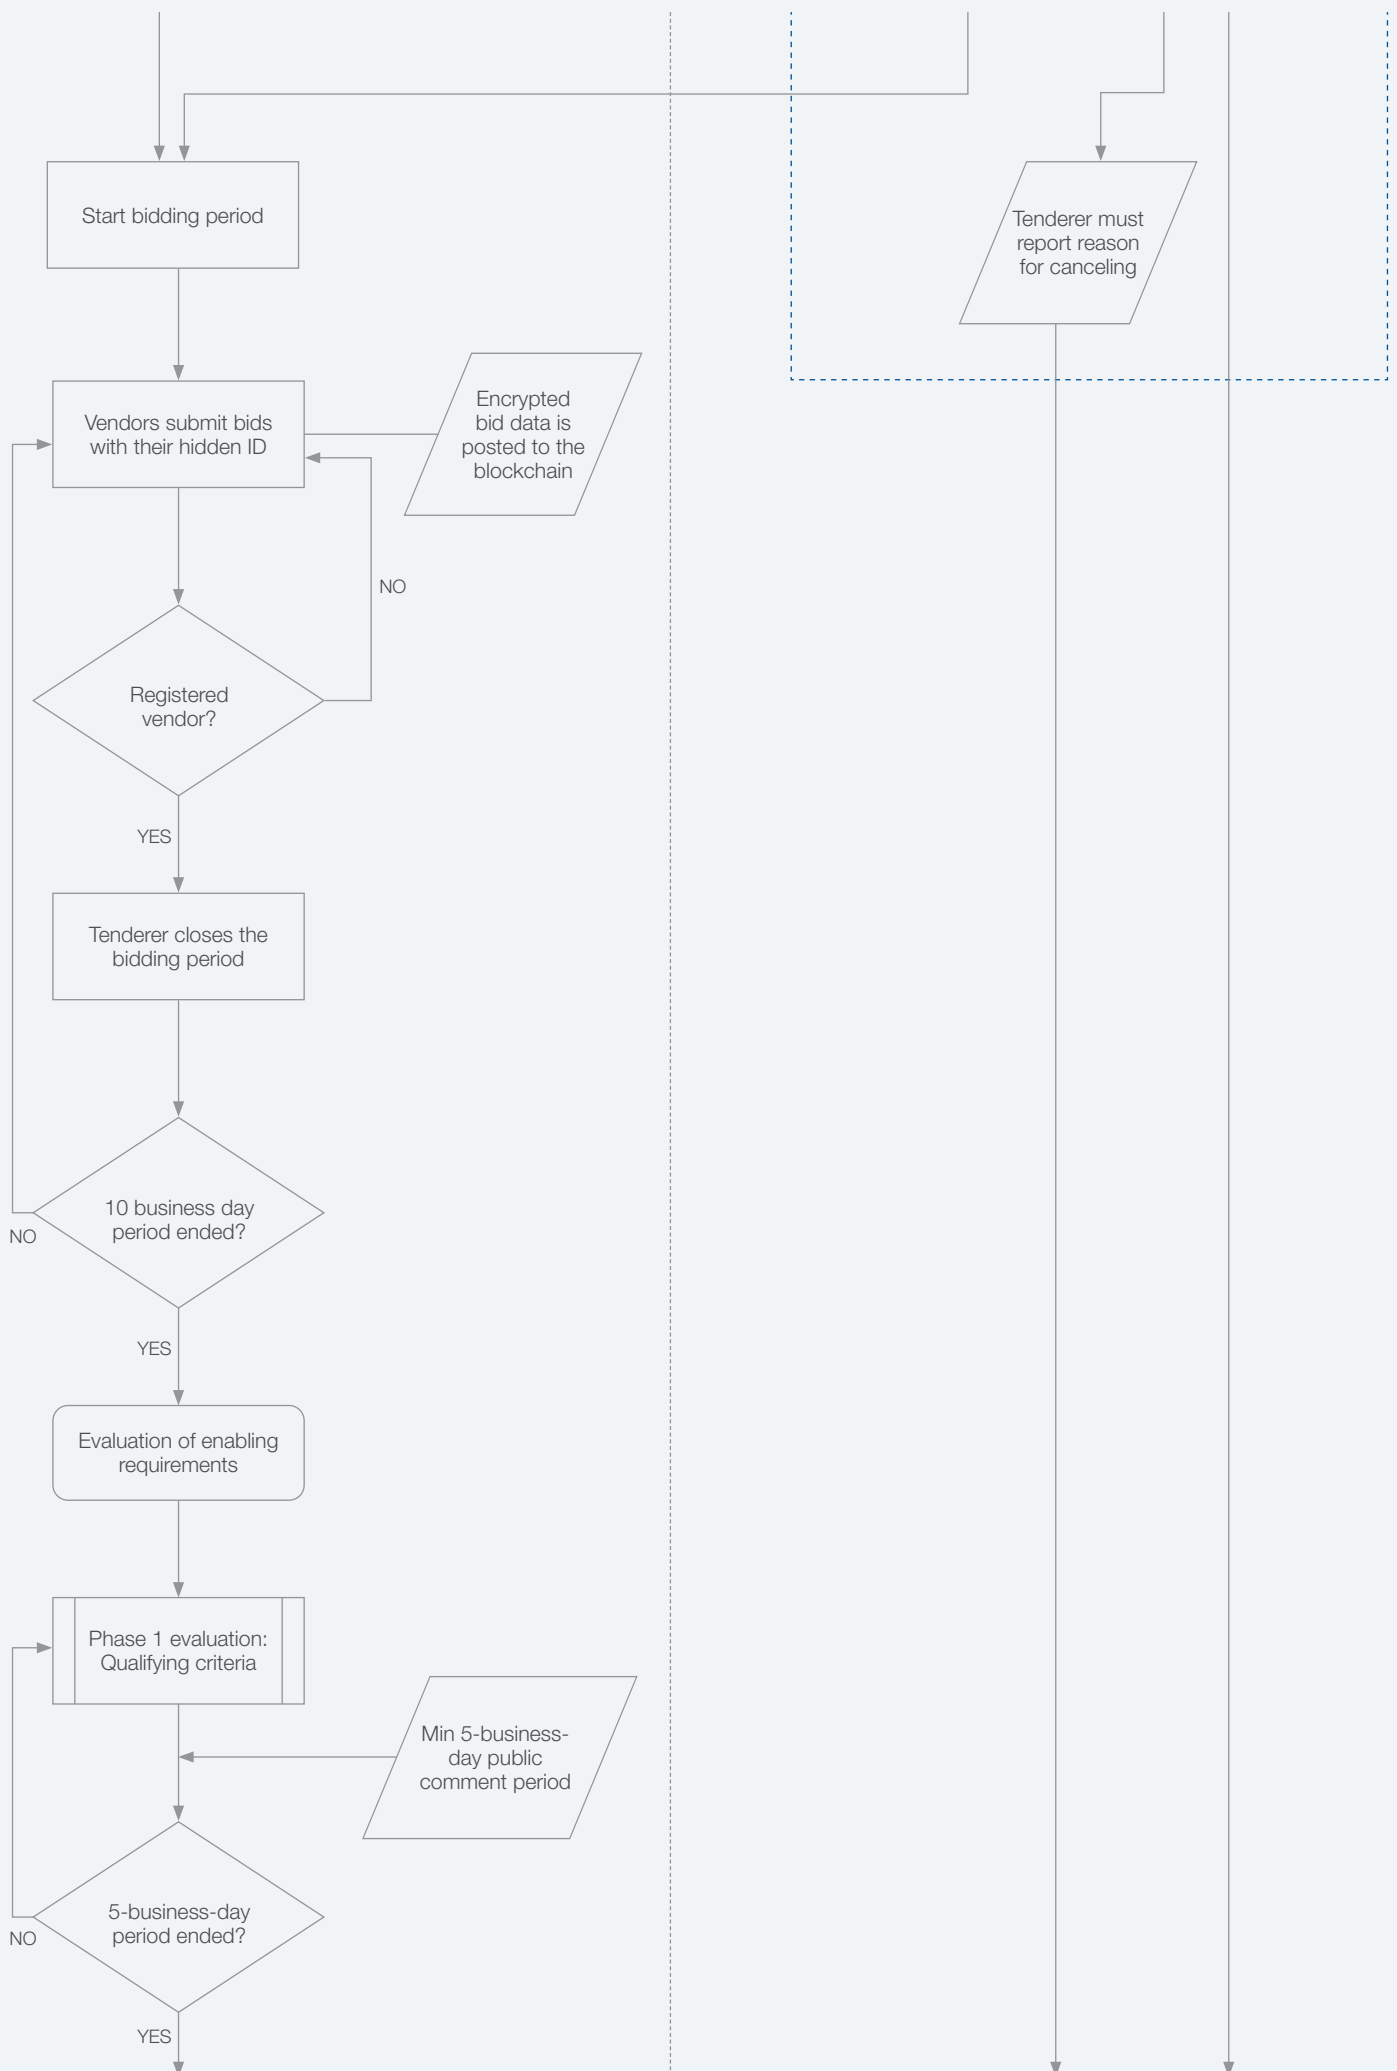 Start bidding period
Tenderer must
report reason
for canceling
Vendors submit bids
with their hidden ID
Encrypted
bid data is
posted to the
blockchain
NO
Registered
vendor?
YES
Tenderer closes the
bidding period
10 business day
period ended?
NO
YES
Evaluation of enabling
requirements
Phase 1 evaluation:
Qualifying criteria
Min 5-business-
day public
comment period
5-business-day
period ended?
NO
YES